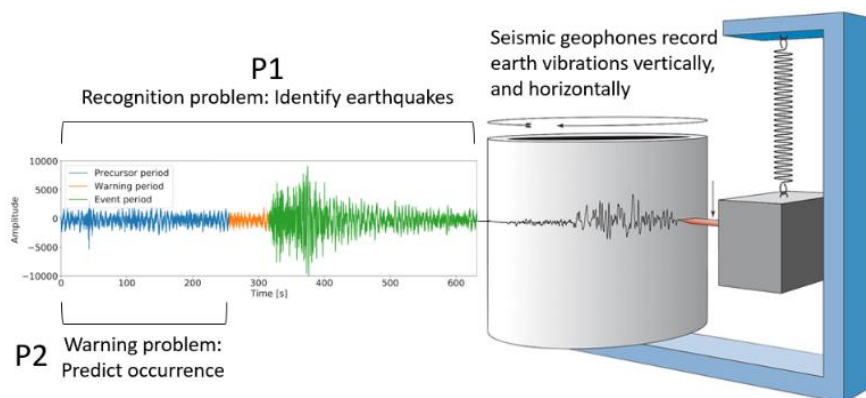 P1
Recognition problem: Identify earthquakes
Seismic geophones record
earth vibrations vertically,
and horizontally
Precursor period
Warning period
Event period
Amplitude
10000
5000
0
−5000
−10000
0 100 200 300 400 500 600
Time [s]
P2
Warning problem:
Predict occurrence